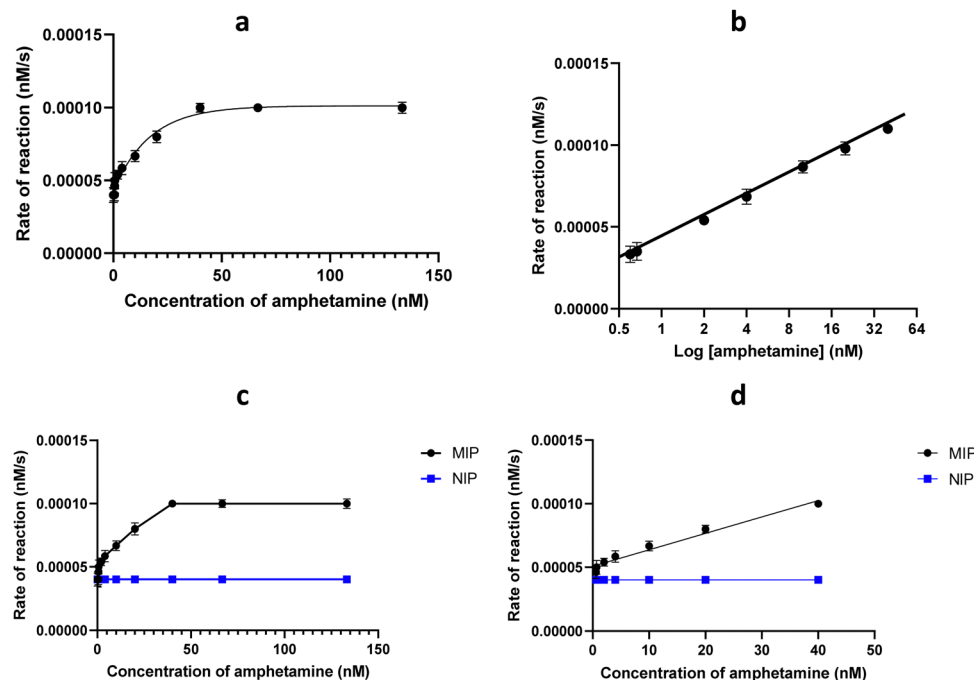 a
0.00015
0.00010
0.00005
0.00000
Rate of reaction (nM/s)
0 50 100 150
Concentration of amphetamine (nM)
b
0.00015
0.00010
0.00005
0.00000
Rate of reaction (nM/s)
0.5 1 2 4 8 16 32 64
Log [amphetamine] (nM)
c
0.00015
0.00010
0.00005
0.00000
Rate of reaction (nM/s)
0 50 100 150
Concentration of amphetamine (nM)
MIP
NIP
d
0.00015
0.00010
0.00005
0.00000
Rate of reaction (nM/s)
0 10 20 30 40 50
Concentration of amphetamine (nM)
MIP
NIP